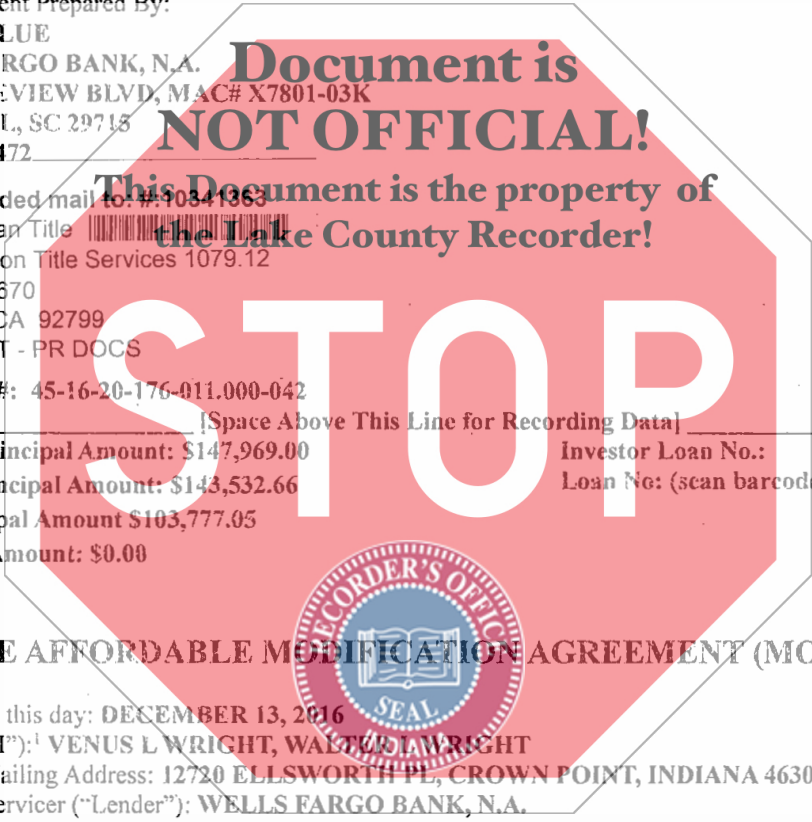 ent Prepared By:
LUE
RGO BANK, N.A.
EVIEW BLVD, MAC# X7801-03K
L, SC 29715
472
Document is
NOT OFFICIAL!
This Document is the property of
the Lake County Recorder!
ded mail to: #:10341363
an Title
on Title Services 1079.12
670
CA 92799
T - PR DOCS
#: 45-16-20-176-011.000-042
[Space Above This Line for Recording Data]
incipal Amount: $147,969.00 Investor Loan No.:
ncipal Amount: $143,532.66 Loan No: (scan barcod
pal Amount $103,777.05
mount: $0.00
STOP
RECORDER'S OFFICE
SEAL
INDIANA
E AFFORDABLE MODIFICATION AGREEMENT (MO
this day: DECEMBER 13, 2016
"):¹ VENUS L WRIGHT, WALTER L WRIGHT
ailing Address: 12720 ELLSWORTH PL, CROWN POINT, INDIANA 4630
ervicer ("Lender"): WELLS FARGO BANK, N.A.